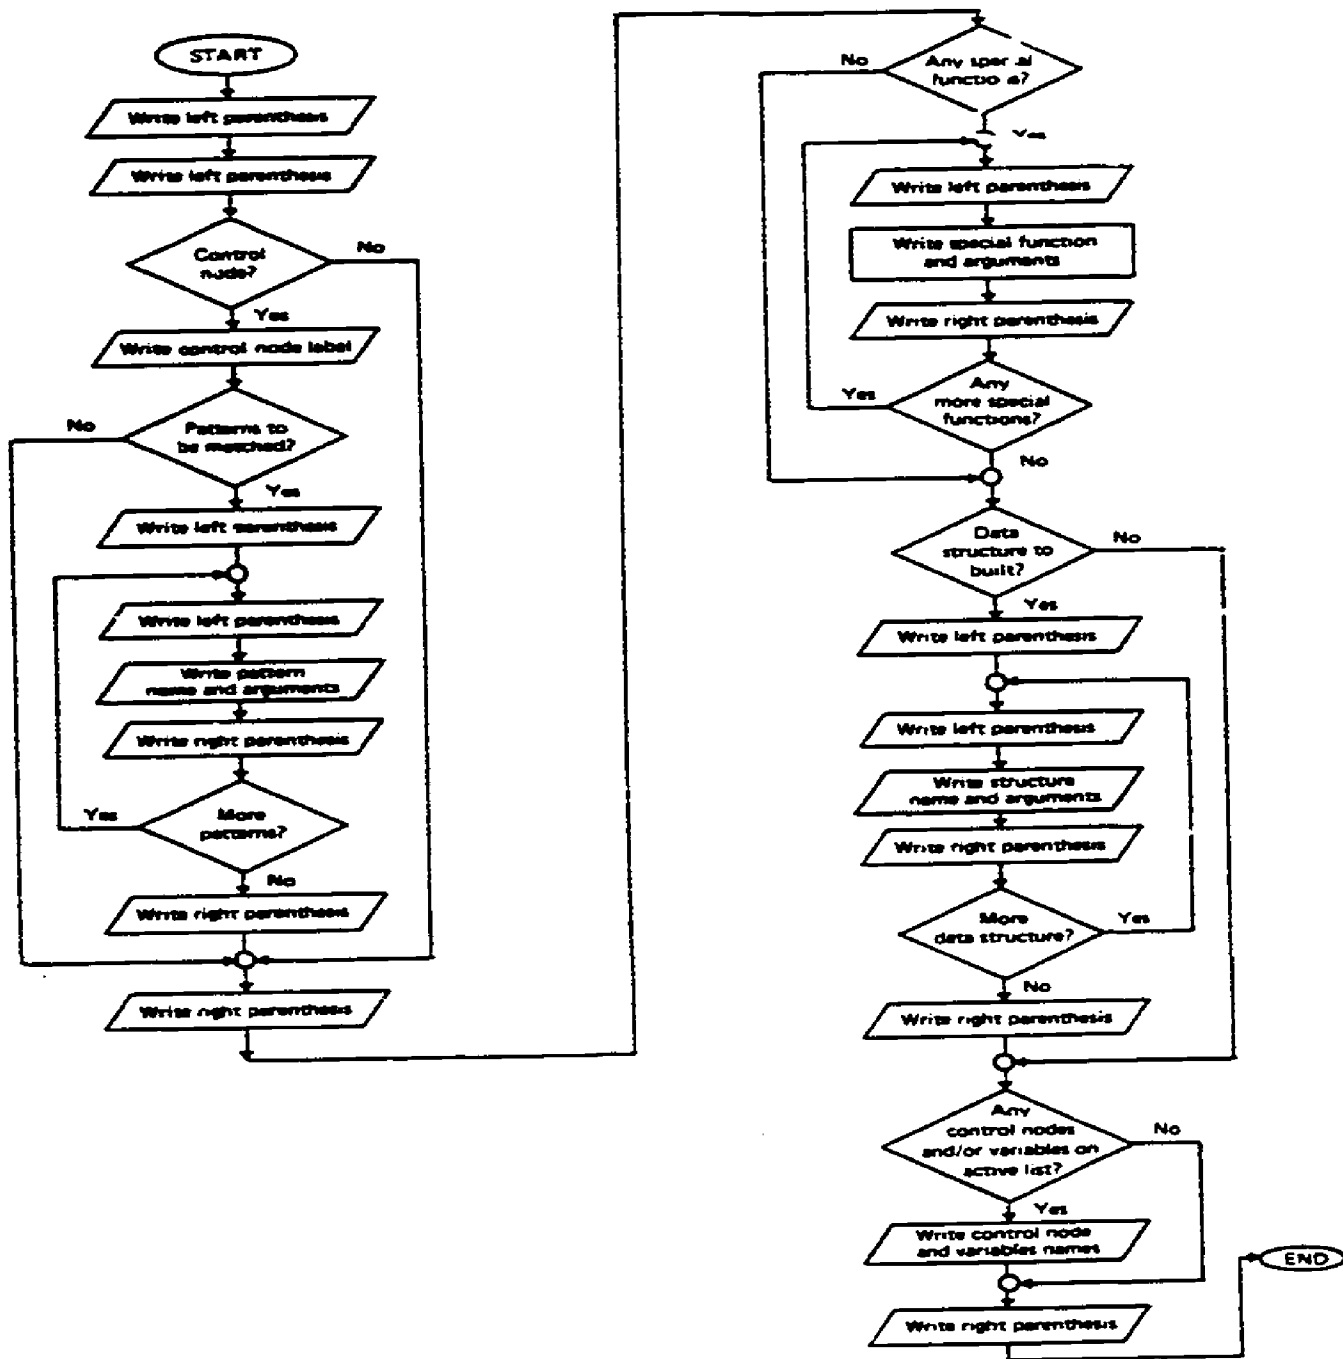 START
Write left parenthesis
Write left parenthesis
Control
node?
No
Yes
Write control node label
Patterns to
be matched?
No
Yes
Write left parenthesis
Write left parenthesis
Write pattern
name and arguments
Write right parenthesis
More
patterns?
Yes
No
Write right parenthesis
Write right parenthesis
Any special
functions?
No
Yes
Write left parenthesis
Write special function
and arguments
Write right parenthesis
Any
more special
functions?
Yes
No
Data
structure to
built?
No
Yes
Write left parenthesis
Write left parenthesis
Write structure
name and arguments
Write right parenthesis
More
data structure?
Yes
No
Write right parenthesis
Any
control nodes
and/or variables on
active list?
No
Yes
Write control node
and variables names
Write right parenthesis
END